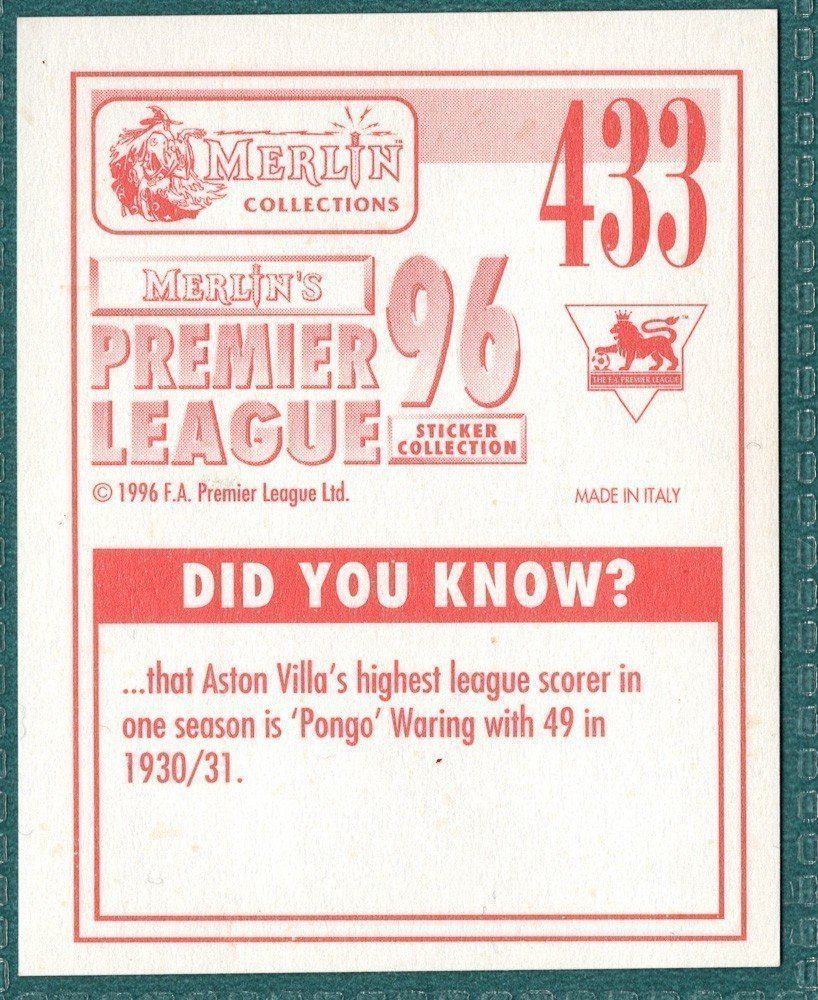 MERLIN™
COLLECTIONS
433
MERLIN'S
PREMIER
LEAGUE
96
STICKER
COLLECTION
THE F.A. PREMIER LEAGUE
™
© 1996 F.A. Premier League Ltd.
MADE IN ITALY
DID YOU KNOW?
...that Aston Villa's highest league scorer in
one season is 'Pongo' Waring with 49 in
1930/31.